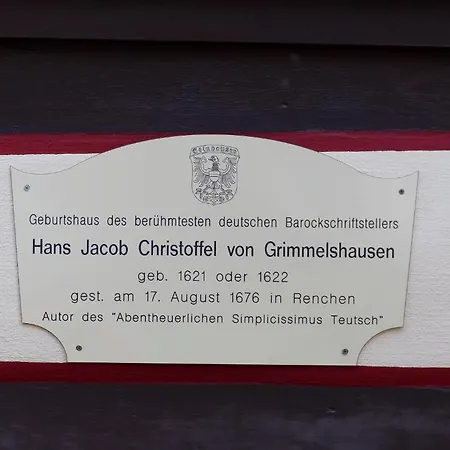 Gelnhausen
Geburtshaus des berühmtesten deutschen Barockschriftstellers
Hans Jacob Christoffel von Grimmelshausen
geb. 1621 oder 1622
gest. am 17. August 1676 in Renchen
Autor des "Abentheuerlichen Simplicissimus Teutsch"